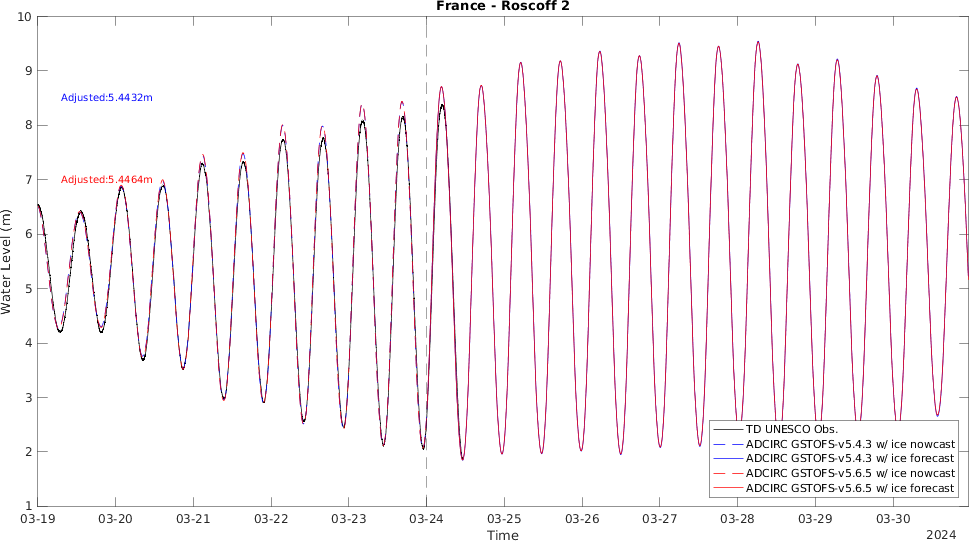 France - Roscoff 2
10
9
8
7
6
5
4
3
2
1
Water Level (m)
Adjusted:5.4432m
Adjusted:5.4464m
TD UNESCO Obs.
ADCIRC GSTOFS-v5.4.3 w/ ice nowcast
ADCIRC GSTOFS-v5.4.3 w/ ice forecast
ADCIRC GSTOFS-v5.6.5 w/ ice nowcast
ADCIRC GSTOFS-v5.6.5 w/ ice forecast
03-19 03-20 03-21 03-22 03-23 03-24 03-25 03-26 03-27 03-28 03-29 03-30
Time
2024